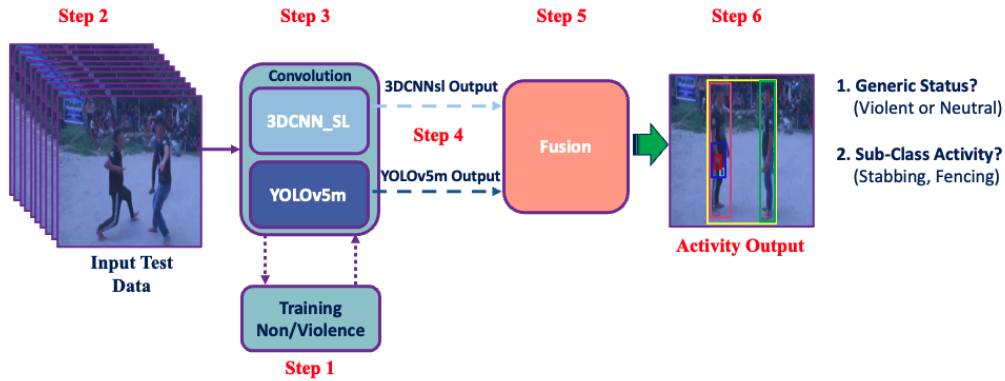 Step 2
Step 3
Step 5
Step 6
Convolution
3DCNN_SL
YOLOv5m
3DCNNsl Output
Step 4
YOLOv5m Output
Fusion
1. Generic Status?
(Violent or Neutral)
2. Sub-Class Activity?
(Stabbing, Fencing)
Activity Output
Input Test
Data
Training
Non/Violence
Step 1